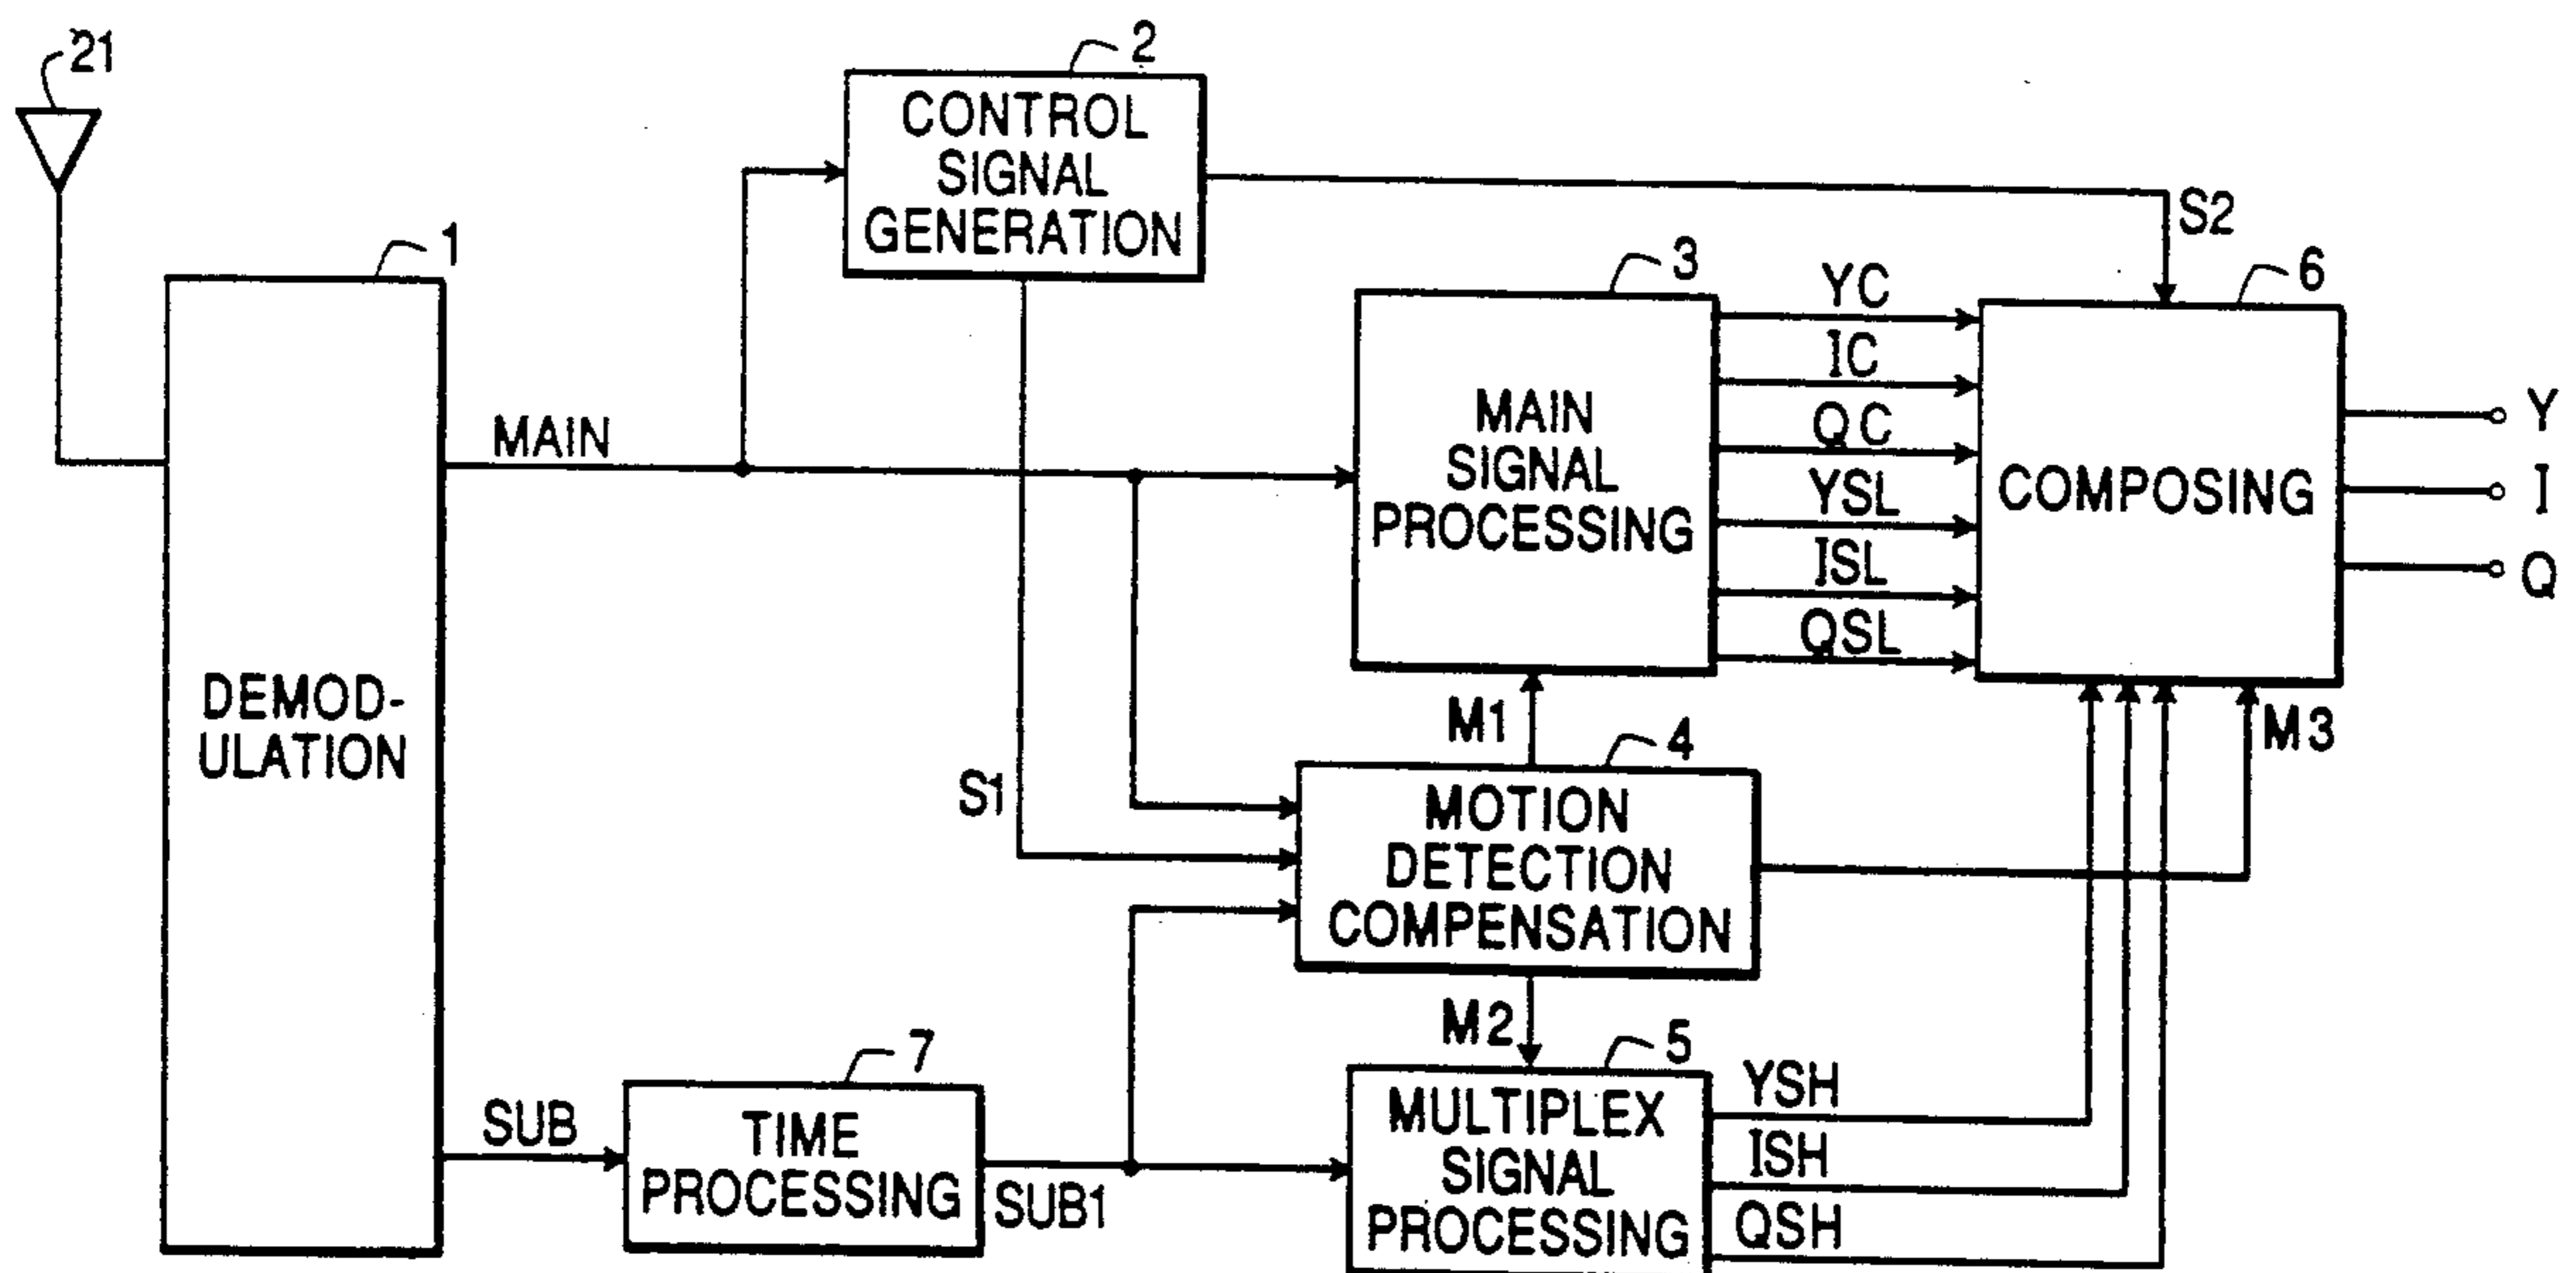 21
2
CONTROL
SIGNAL
GENERATION
S2
1
3
YC
6
IC
MAIN
QC
Y
MAIN
SIGNAL
PROCESSING
YSL
COMPOSING
I
ISL
Q
QSL
DEMOD-
ULATION
M1
4
M3
S1
MOTION
DETECTION
COMPENSATION
M2
7
5
SUB
TIME
PROCESSING
SUB1
MULTIPLEX
SIGNAL
PROCESSING
YSH
ISH
QSH